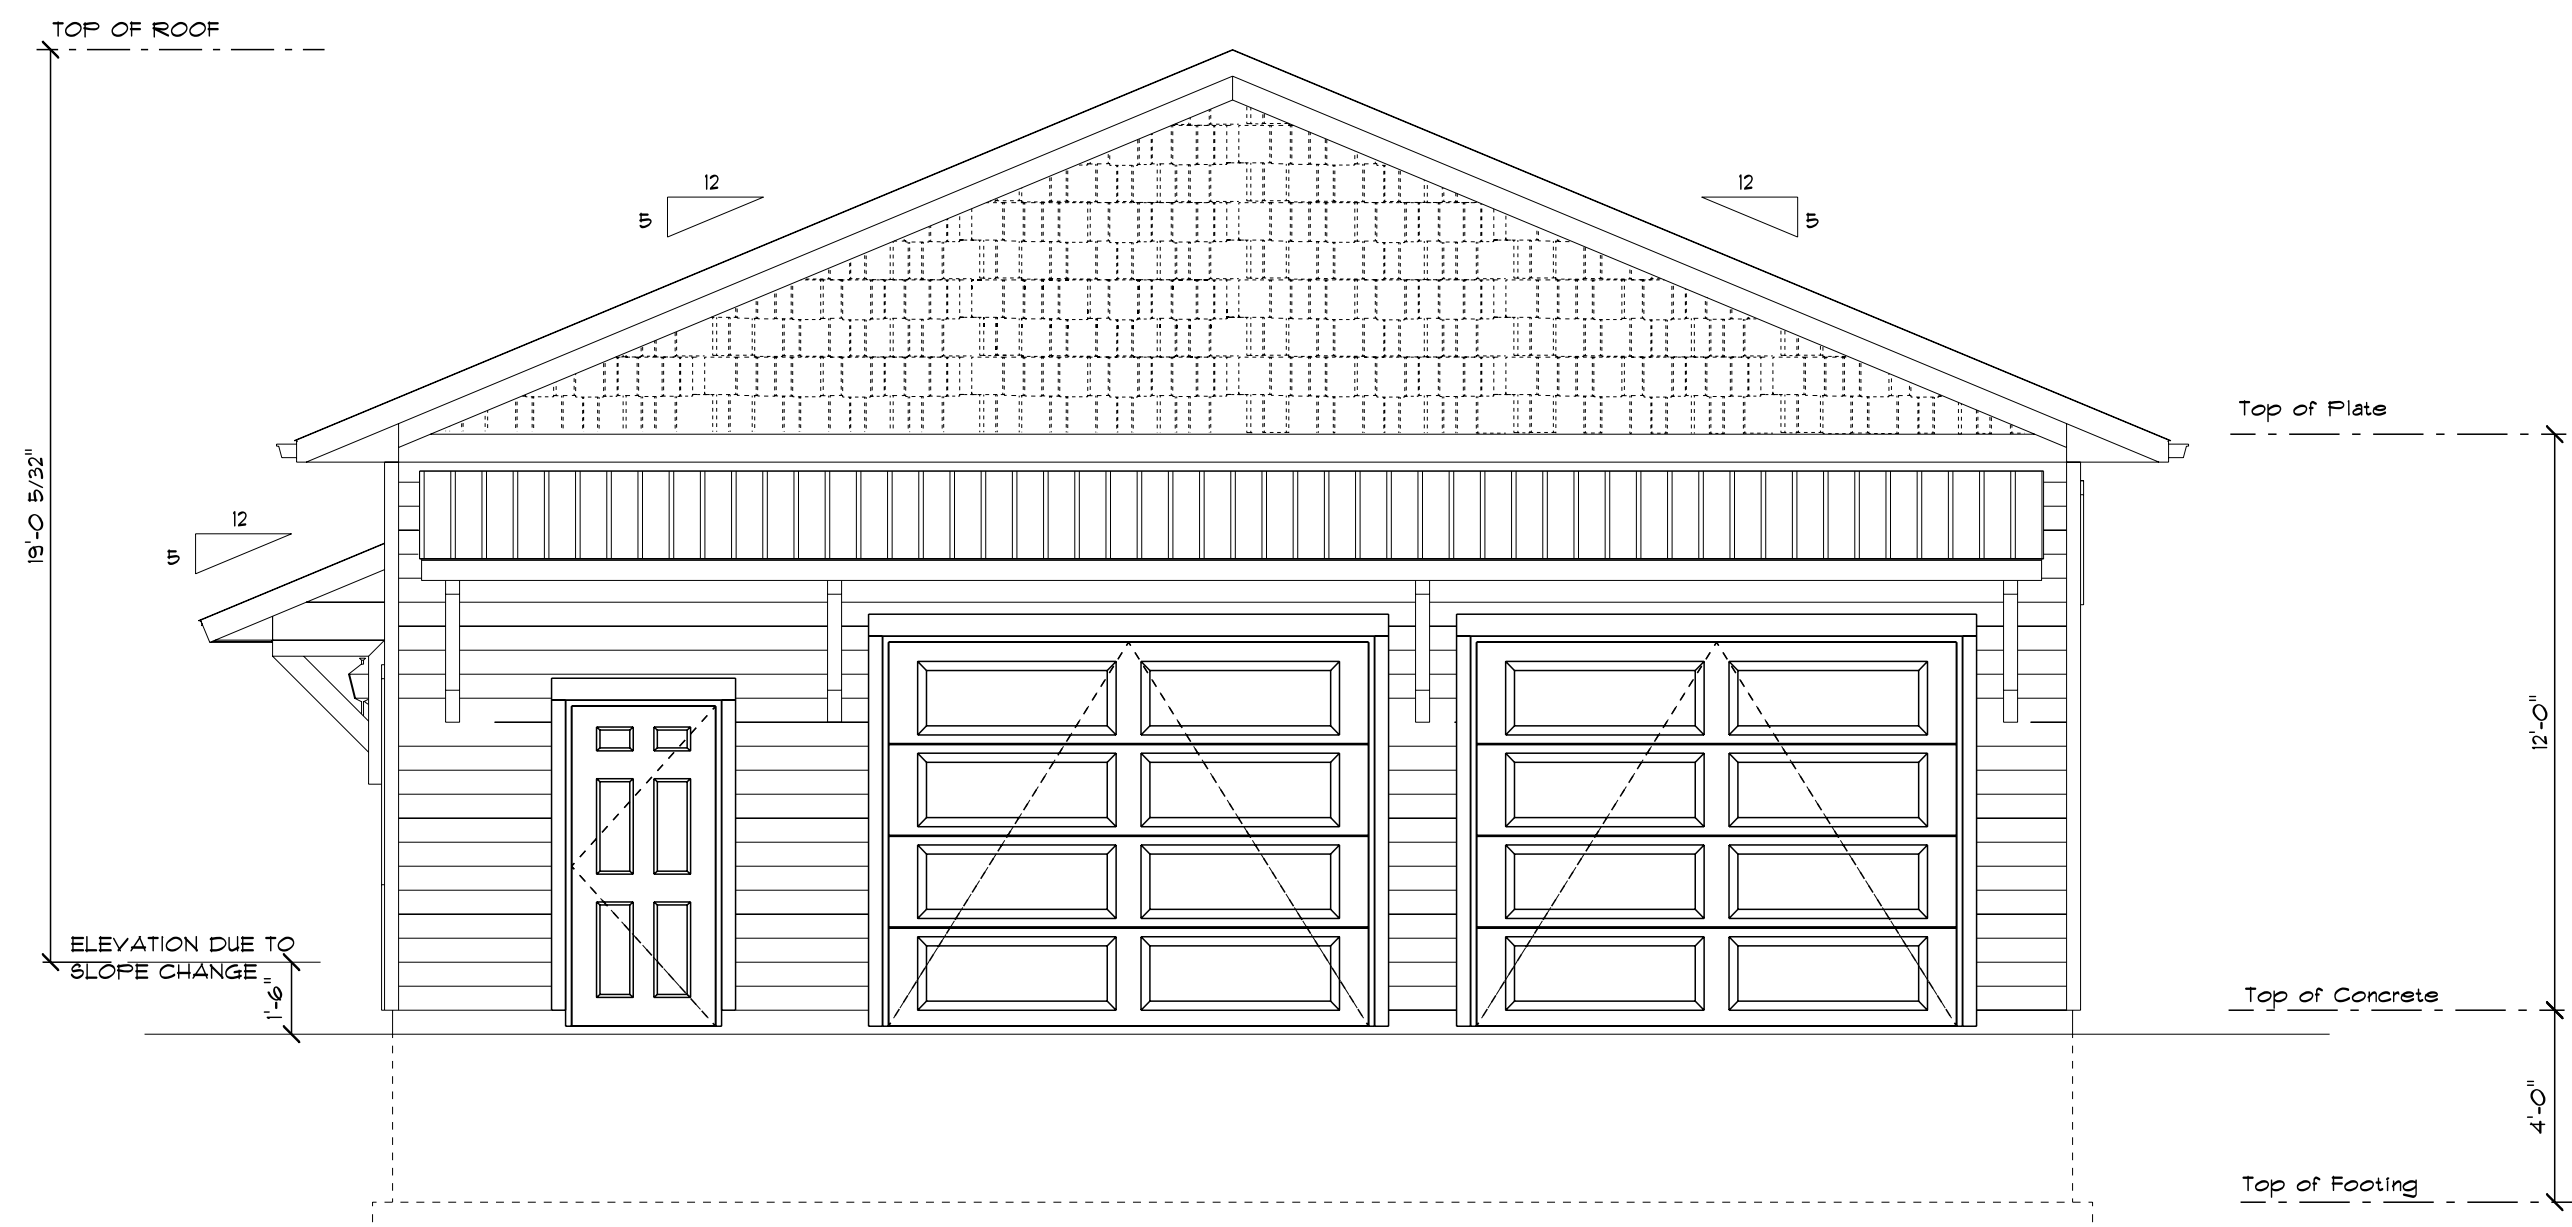 TOP OF ROOF
12
5
12
5
Top of Plate
19'-0 5/32"
12
5
12'-0"
ELEVATION DUE TO
SLOPE CHANGE
1'-6"
Top of Concrete
4'-0"
Top of Footing